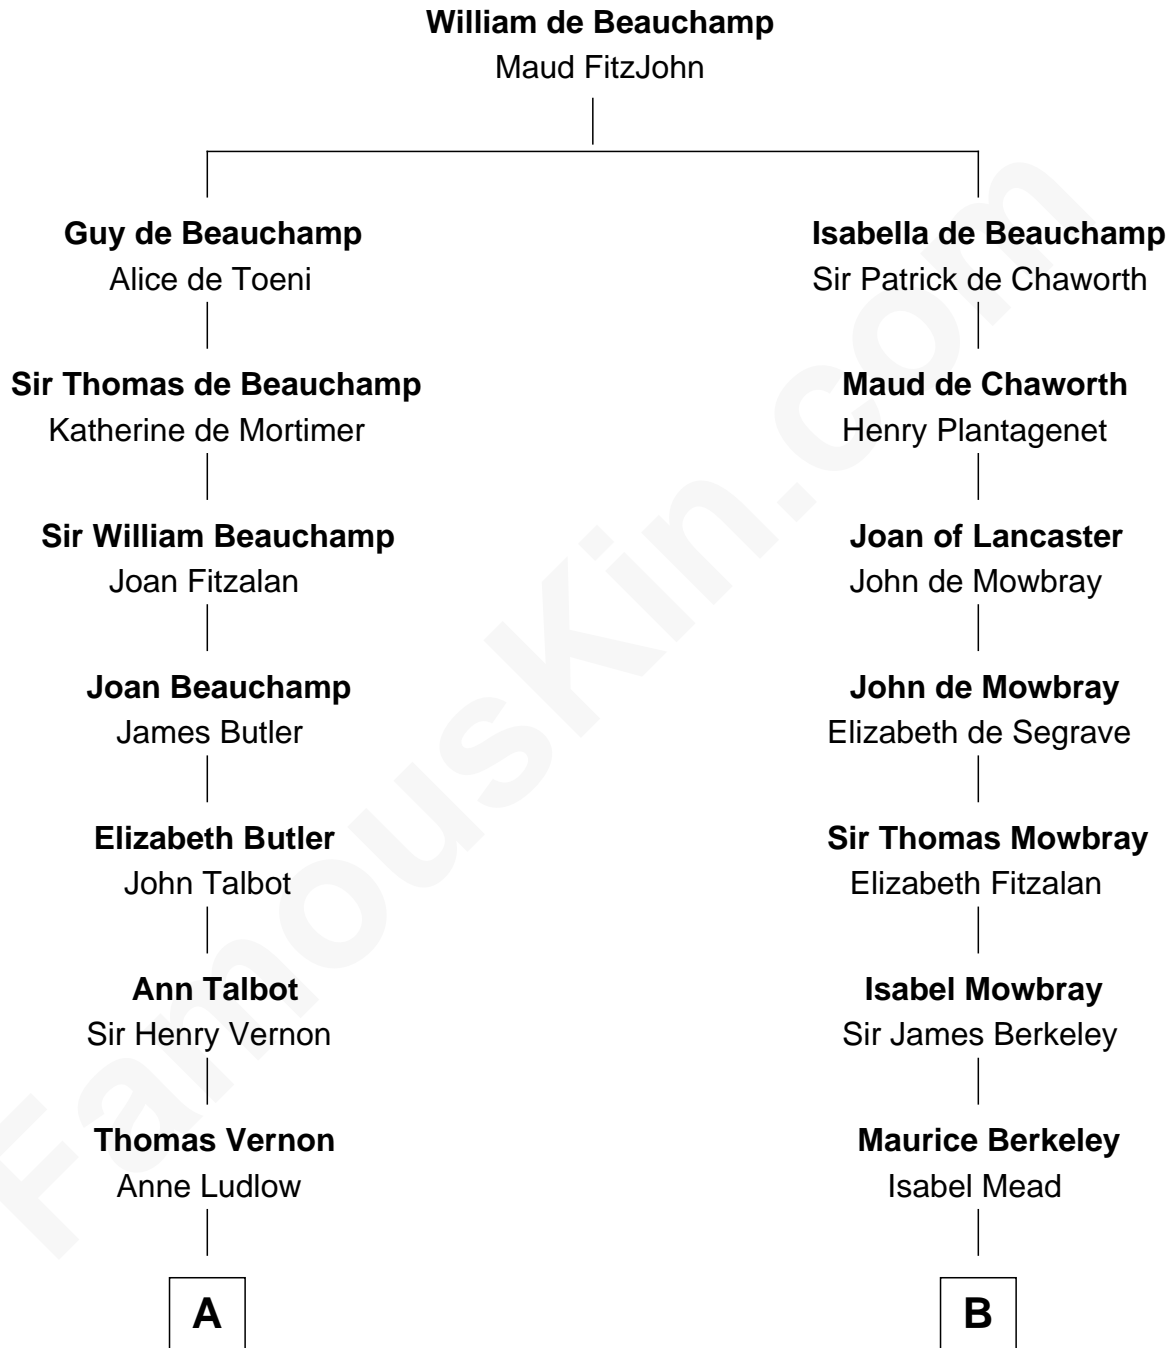 William de Beauchamp
Maud FitzJohn
Guy de Beauchamp
Alice de Toeni
Isabella de Beauchamp
Sir Patrick de Chaworth
Sir Thomas de Beauchamp
Katherine de Mortimer
Maud de Chaworth
Henry Plantagenet
Sir William Beauchamp
Joan Fitzalan
Joan of Lancaster
John de Mowbray
Joan Beauchamp
James Butler
John de Mowbray
Elizabeth de Segrave
Elizabeth Butler
John Talbot
Sir Thomas Mowbray
Elizabeth Fitzalan
Ann Talbot
Sir Henry Vernon
Isabel Mowbray
Sir James Berkeley
Thomas Vernon
Anne Ludlow
Maurice Berkeley
Isabel Mead
A
B
FamousKin.com